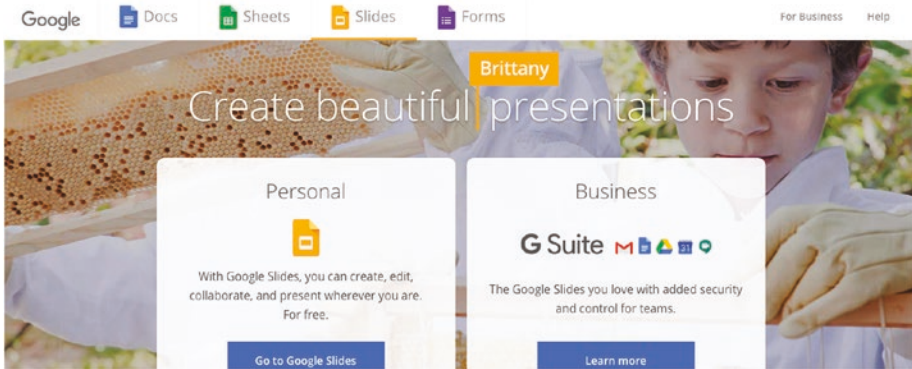 Google Docs Sheets Slides Forms For Business Help
Brittany
Create beautiful presentations
Personal
With Google Slides, you can create, edit,
collaborate, and present wherever you are.
For free.
Go to Google Slides
Business
G Suite
31
The Google Slides you love with added security
and control for teams.
Learn more